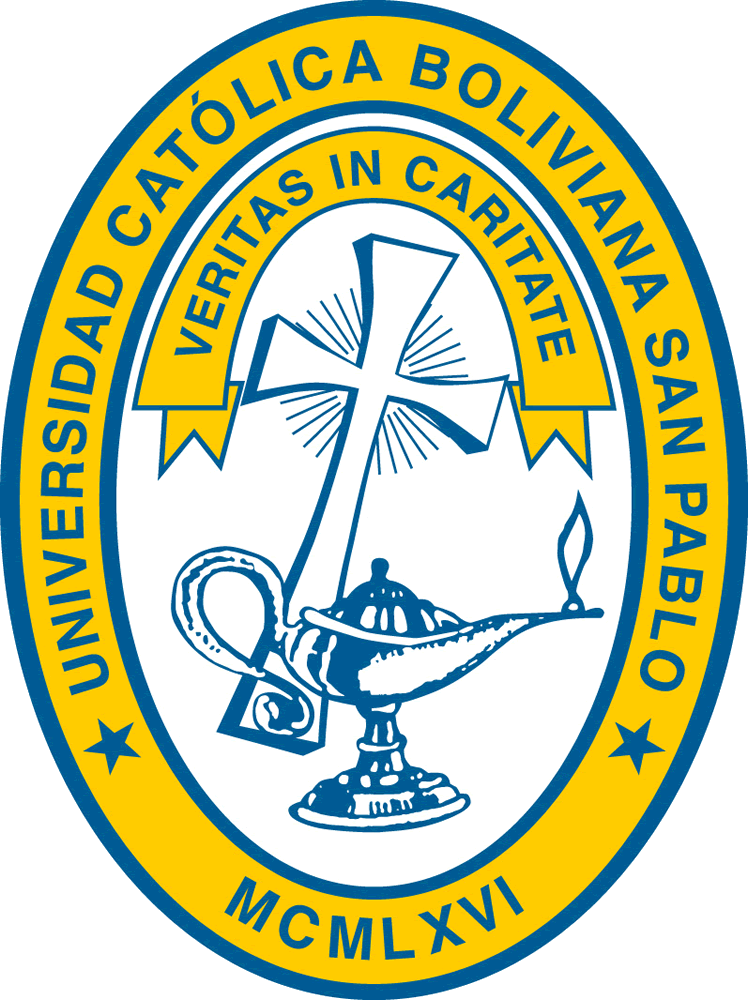 UNIVERSIDAD CATÓLICA BOLIVIANA SAN PABLO
VERITAS IN CARITATE
MCMLXVI